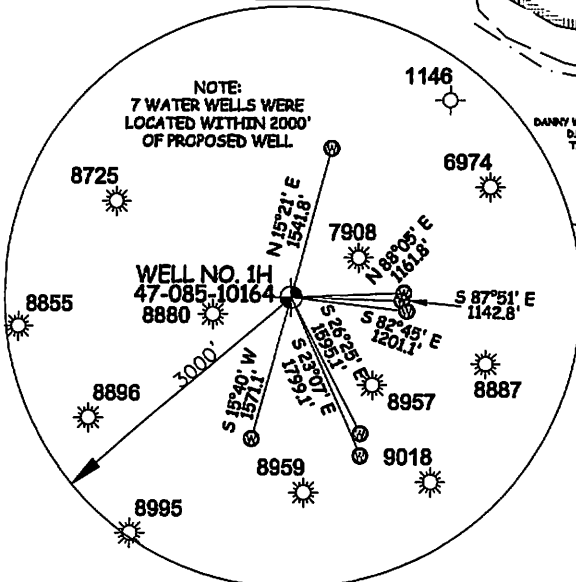 1146
NOTE:
7 WATER WELLS WERE
LOCATED WITHIN 2000'
OF PROPOSED WELL
DANNY W
D
T
8725
6974
N 15°21' E
1541.8'
7908
N 88°05' E
1161.8'
WELL NO. 1H
47-085-10164
S 87°51' E
1142.8'
8855
8880
S 82°45' E
1201.1'
S 26°25' E
1595.1'
S 23°07' E
1799.1'
3000'
S 15°40' W
1571.1'
8896
8957
8887
8959
9018
8995
W
W
W
W
W
W
W